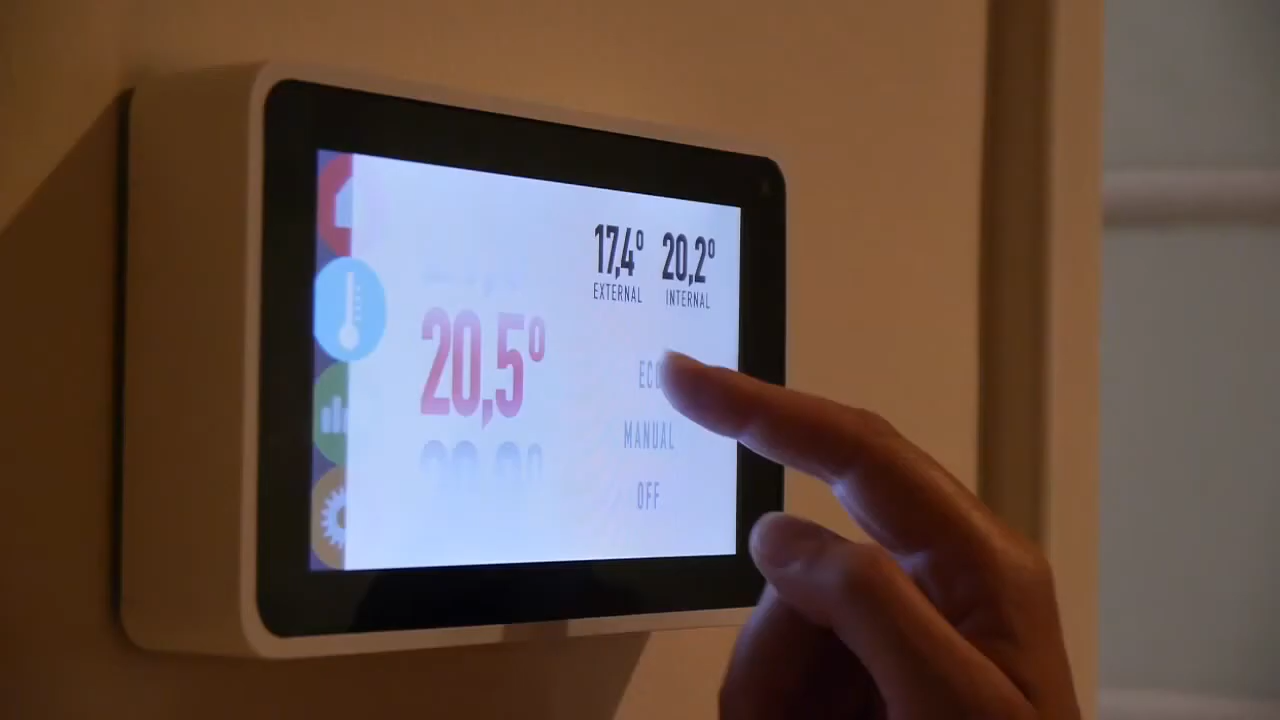 17,4° 20,2°
EXTERNAL INTERNAL
20,5°
ECO
MANUAL
OFF